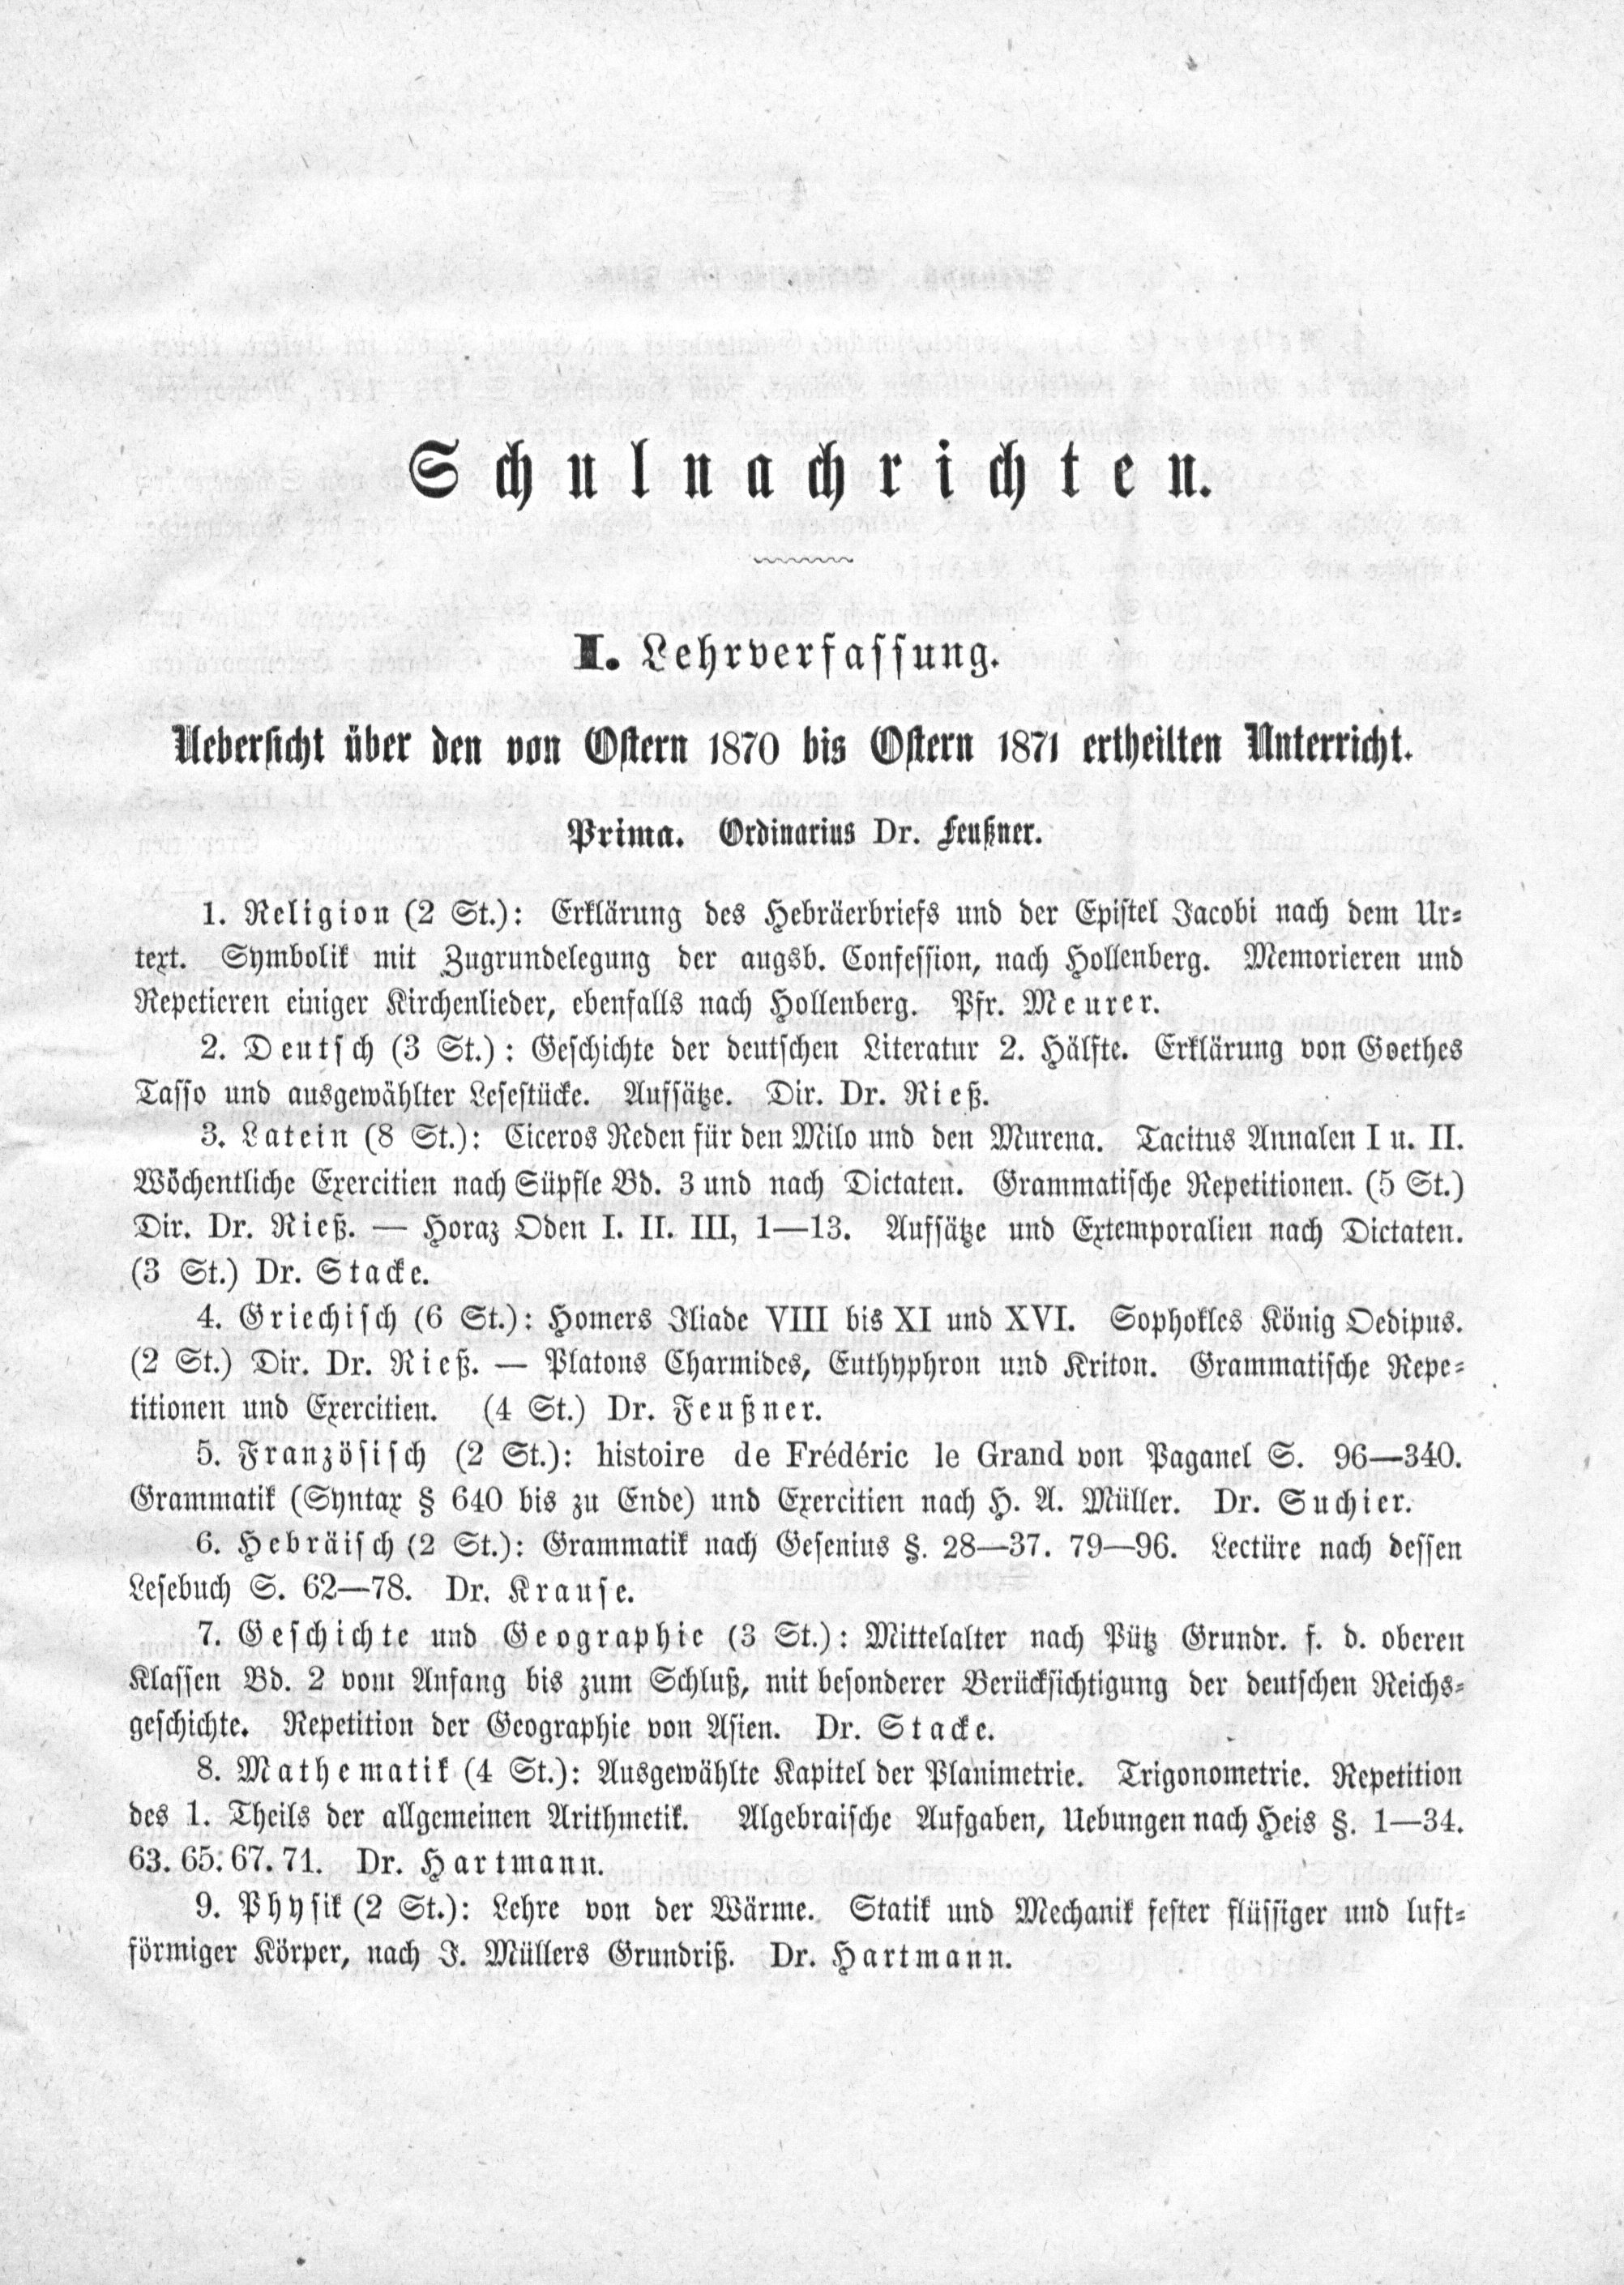 Schulnachrichten.
I. Lehrverfassung.
Uebersicht über den von Ostern 1870 bis Ostern 1871 ertheilten Unterricht.
Prima. Ordinarius Dr. Feußner.
1. Religion (2 St.): Erklärung des Hebräerbriefs und der Epistel Jacobi nach dem Ur-
text. Symbolik mit Zugrundelegung der augsb. Confession, nach Hollenberg. Memorieren und
Repetieren einiger Kirchenlieder, ebenfalls nach Hollenberg. Pfr. Meurer.
2. Deutsch (3 St.): Geschichte der deutschen Literatur 2. Hälfte. Erklärung von Goethes
Tasso und ausgewählter Lesestücke. Aufsätze. Dir. Dr. Rieß.
3. Latein (8 St.): Ciceros Reden für den Milo und den Murena. Tacitus Annalen I u. II.
Wöchentliche Exercitien nach Süpfle Bd. 3 und nach Dictaten. Grammatische Repetitionen. (5 St.)
Dir. Dr. Rieß. — Horaz Oden I. II. III, 1—13. Aufsätze und Extemporalien nach Dictaten.
(3 St.) Dr. Stacke.
4. Griechisch (6 St.): Homers Iliade VIII bis XI und XVI. Sophokles König Oedipus.
(2 St.) Dir. Dr. Rieß. — Platons Charmides, Euthyphron und Kriton. Grammatische Repe-
titionen und Exercitien. (4 St.) Dr. Feußner.
5. Französisch (2 St.): histoire de Frédéric le Grand von Paganel S. 96—340.
Grammatik (Syntax § 640 bis zu Ende) und Exercitien nach H. A. Müller. Dr. Suchier.
6. Hebräisch (2 St.): Grammatik nach Gesenius §. 28—37. 79—96. Lectüre nach dessen
Lesebuch S. 62—78. Dr. Krause.
7. Geschichte und Geographie (3 St.): Mittelalter nach Pütz Grundr. f. d. oberen
Klassen Bd. 2 vom Anfang bis zum Schluß, mit besonderer Berücksichtigung der deutschen Reichs-
geschichte. Repetition der Geographie von Asien. Dr. Stacke.
8. Mathematik (4 St.): Ausgewählte Kapitel der Planimetrie. Trigonometrie. Repetition
des 1. Theils der allgemeinen Arithmetik. Algebraische Aufgaben, Uebungen nach Heis §. 1—34.
63. 65. 67. 71. Dr. Hartmann.
9. Physik (2 St.): Lehre von der Wärme. Statik und Mechanik fester flüssiger und luft-
förmiger Körper, nach J. Müllers Grundriß. Dr. Hartmann.